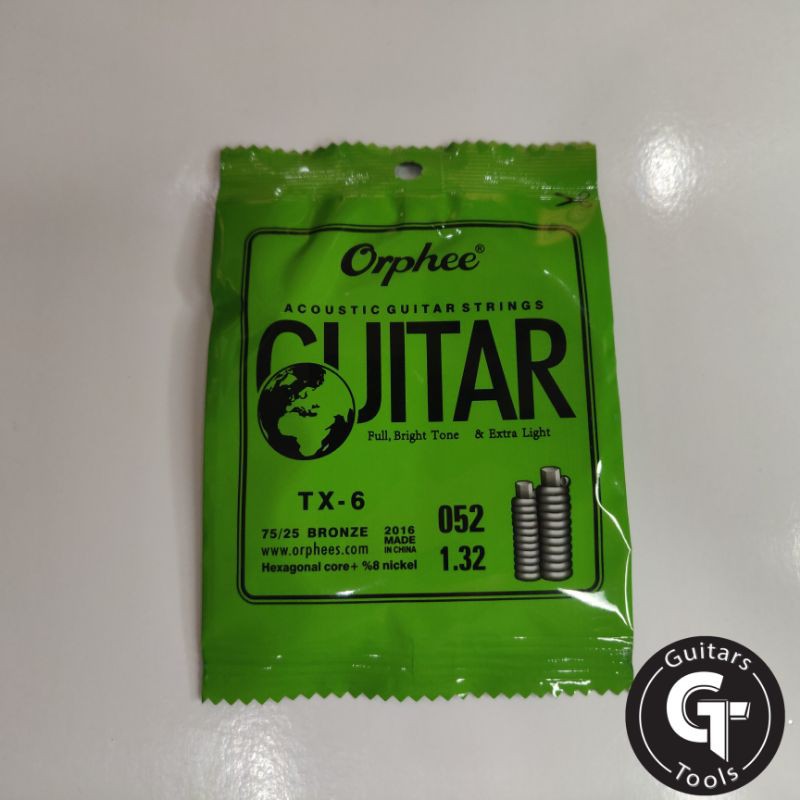 Orphee®
ACOUSTIC GUITAR STRINGS
GUITAR
Full, Bright Tone & Extra Light
TX-6
75/25 BRONZE
www.orphees.com
2016
MADE
IN CHINA
Hexagonal core+ %8 nickel
052
1.32
Guitars
GT
Tools